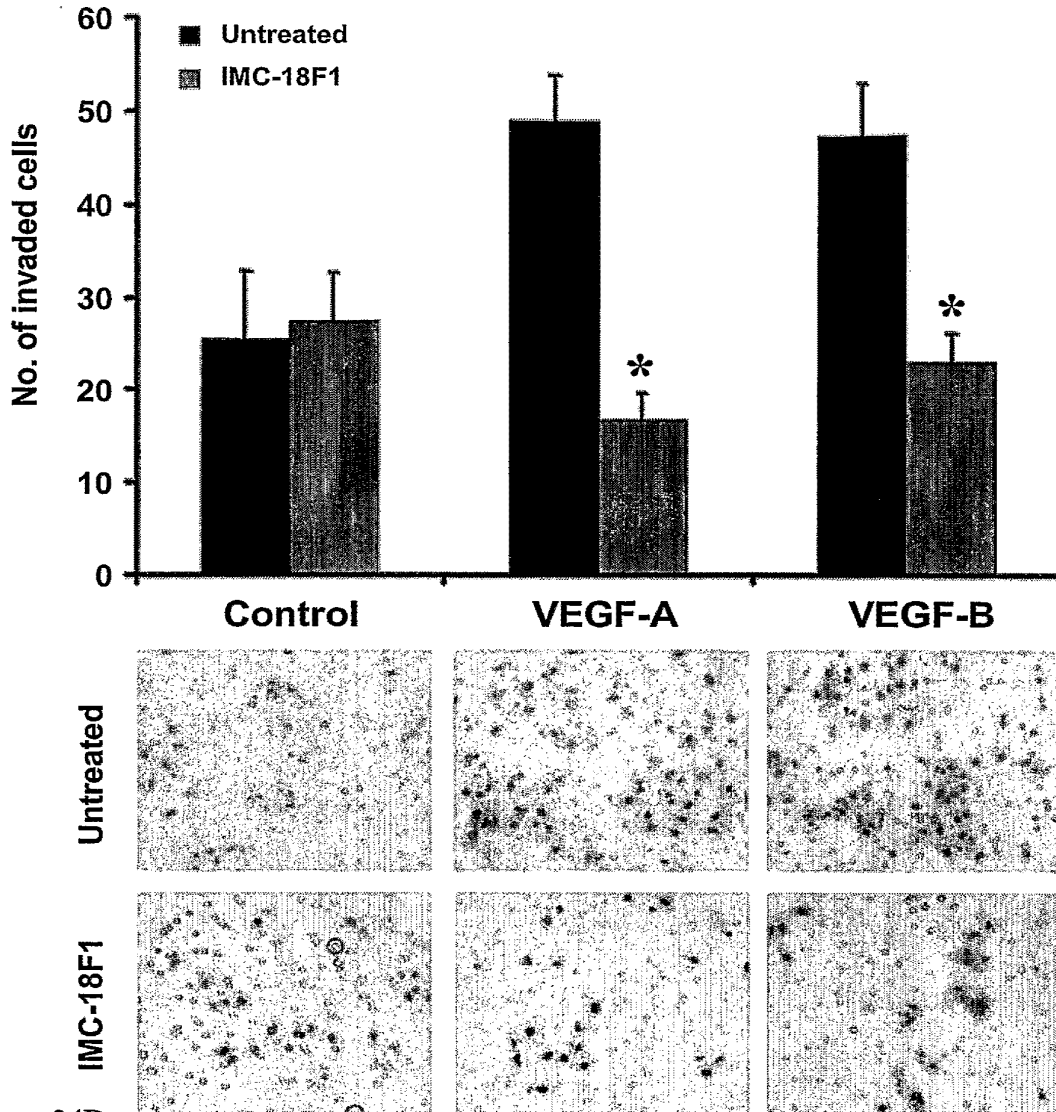 60
50
40
30
20
10
0
No. of invaded cells
Untreated
IMC-18F1
*
*
Control VEGF-A VEGF-B
Untreated
IMC-18F1